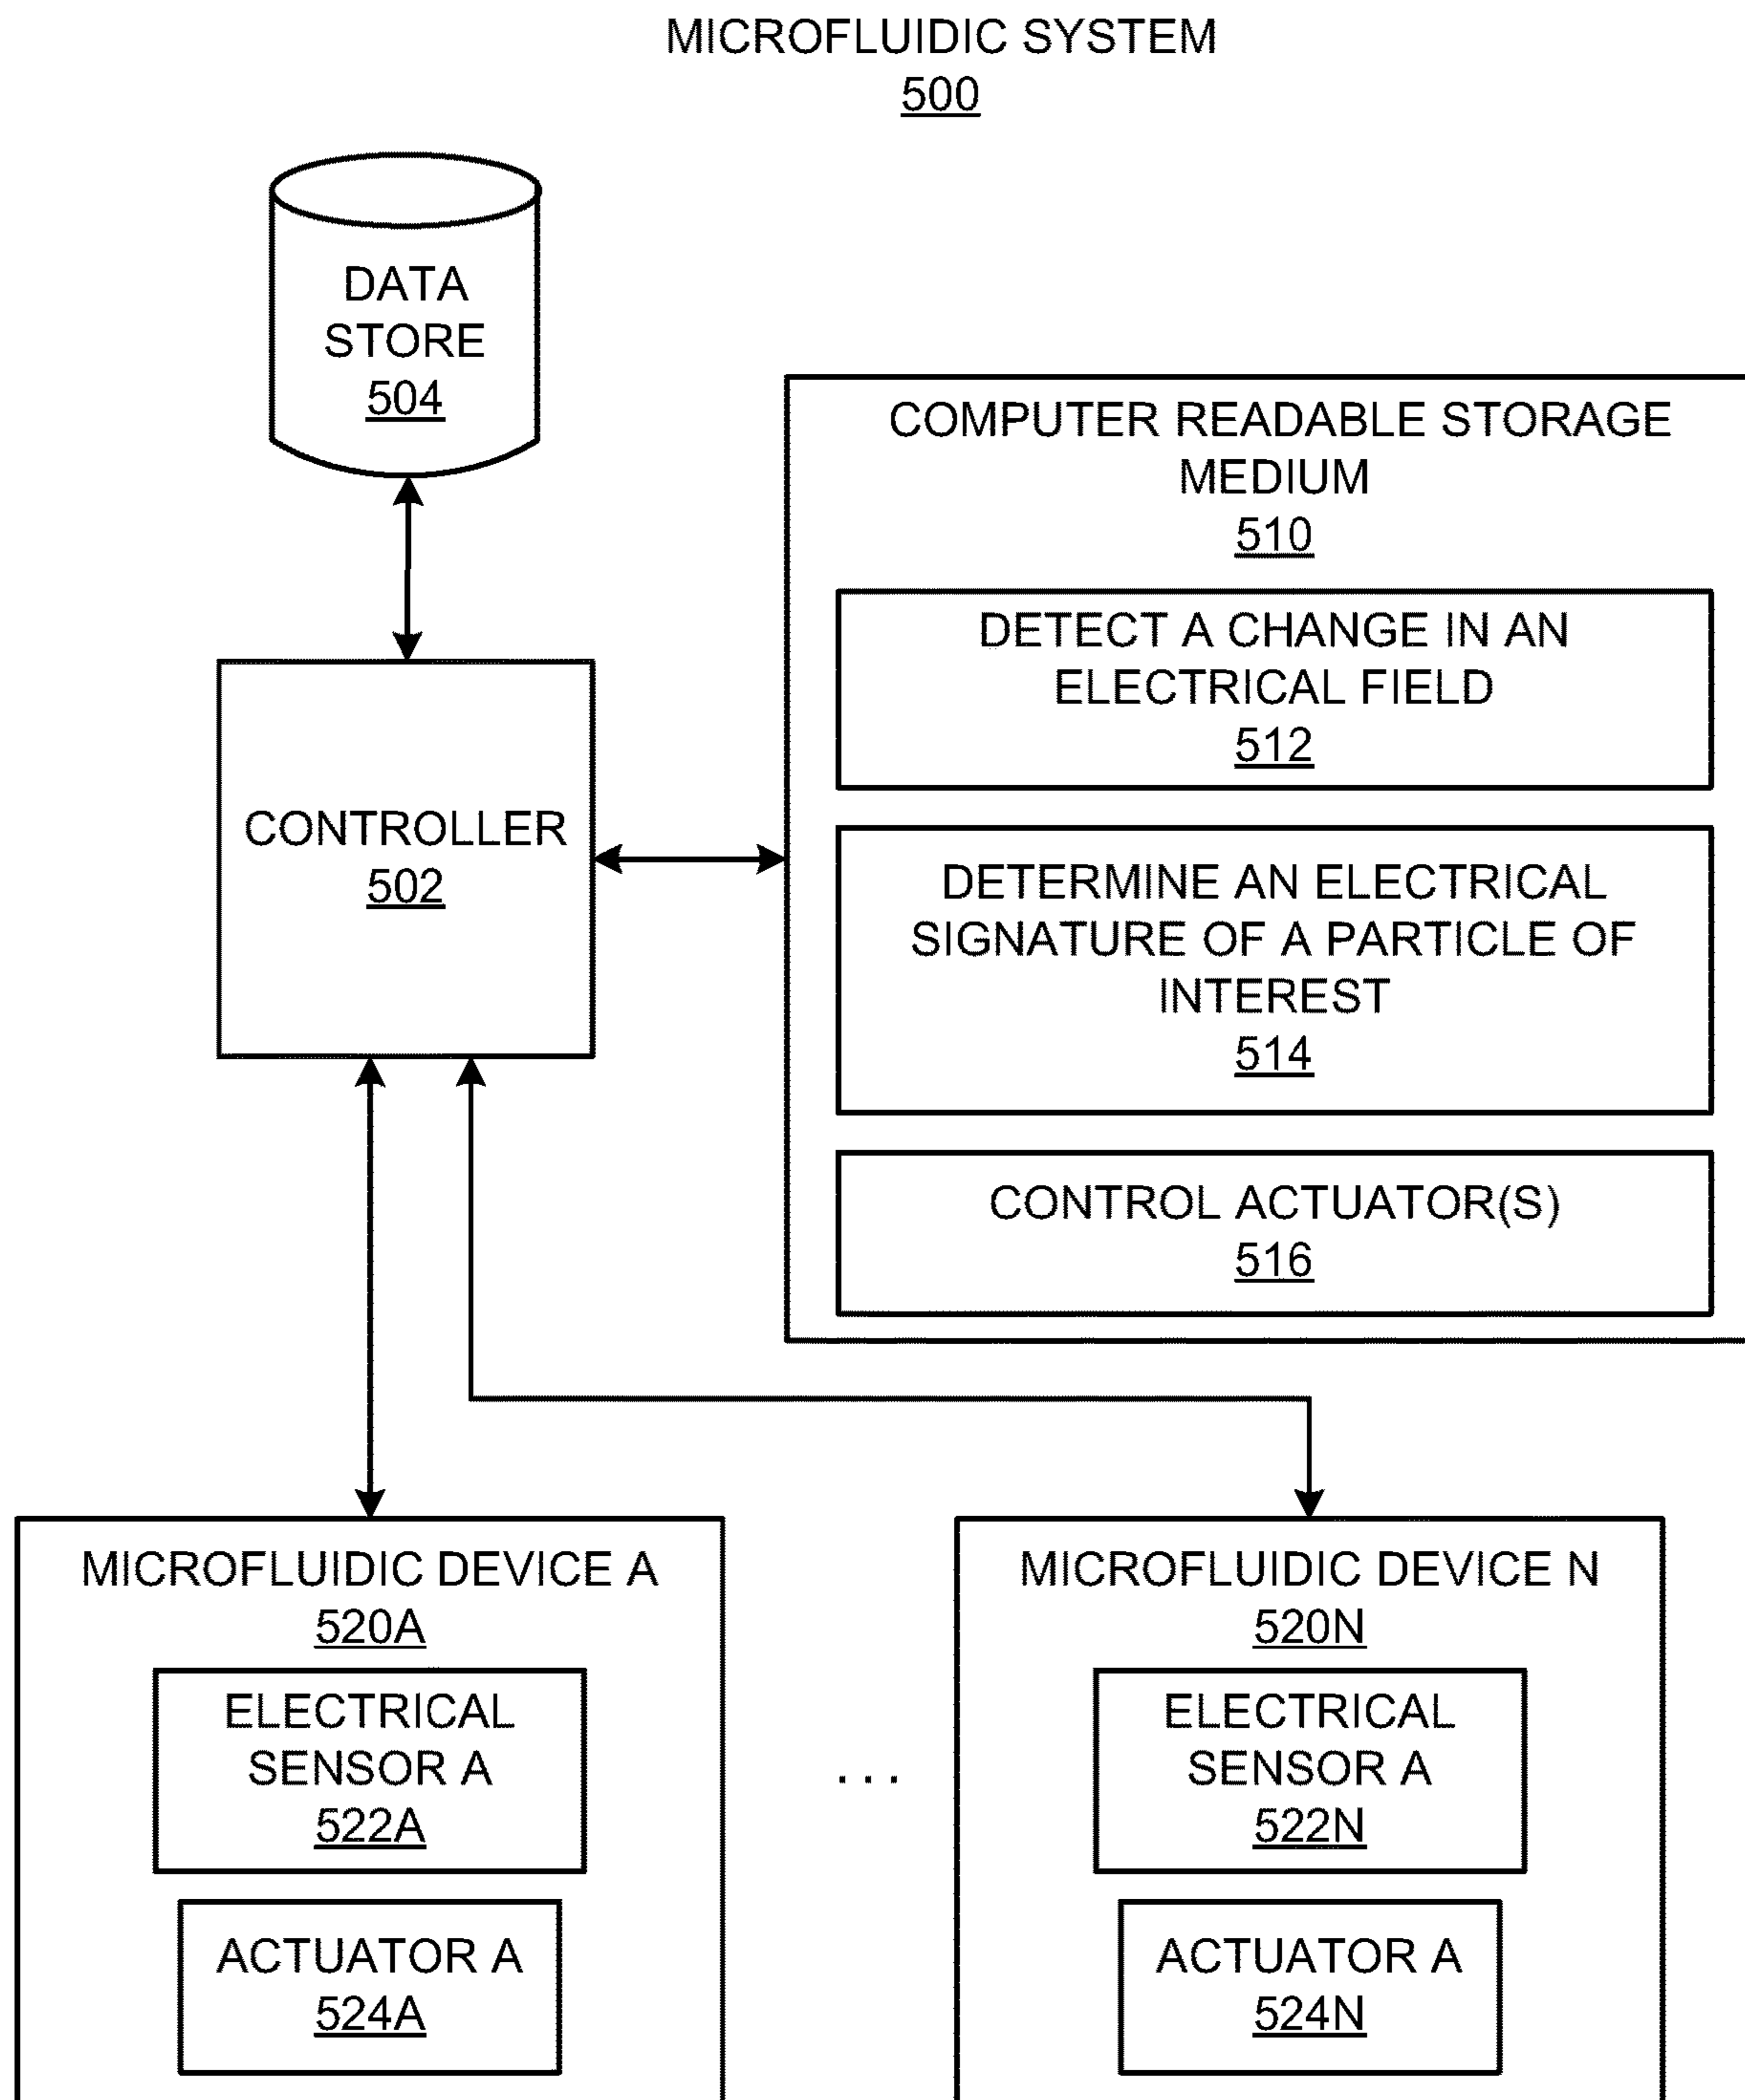 MICROFLUIDIC SYSTEM
500
DATA
STORE
504
COMPUTER READABLE STORAGE
MEDIUM
510
DETECT A CHANGE IN AN
ELECTRICAL FIELD
512
CONTROLLER
502
DETERMINE AN ELECTRICAL
SIGNATURE OF A PARTICLE OF
INTEREST
514
CONTROL ACTUATOR(S)
516
MICROFLUIDIC DEVICE A
520A
ELECTRICAL
SENSOR A
522A
ACTUATOR A
524A
...
MICROFLUIDIC DEVICE N
520N
ELECTRICAL
SENSOR A
522N
ACTUATOR A
524N